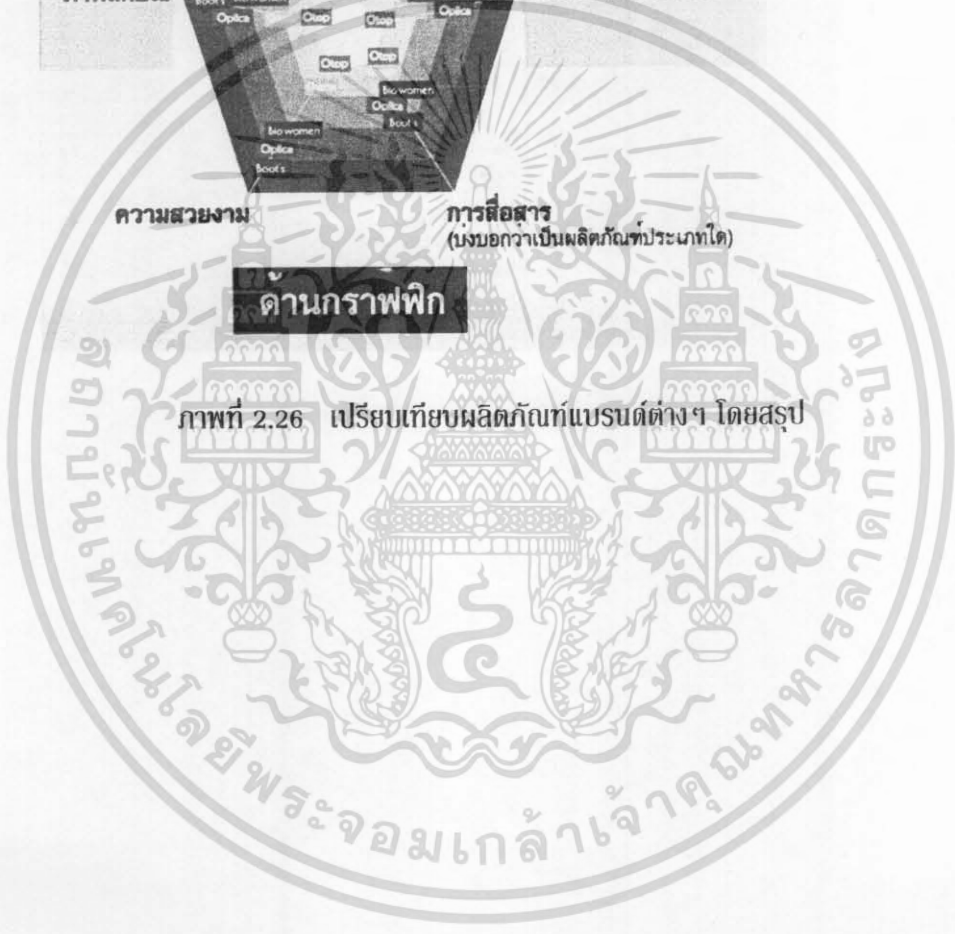 Otop
Oplica
Otop
Oplica
Otop
Otop
Bio women
Oplica
Boot's
Bio women
Oplica
Boot's
ความสวยงาม
การสื่อสาร
(บ่งบอกว่าเป็นผลิตภัณฑ์ประเภทใด)
ด้านกราฟฟิก
ภาพที่ 2.26 เปรียบเทียบผลิตภัณฑ์แบรนด์ต่างๆ โดยสรุป
สถาบันเทคโนโลยีพระจอมเกล้าเจ้าคุณทหารลาดกระบัง